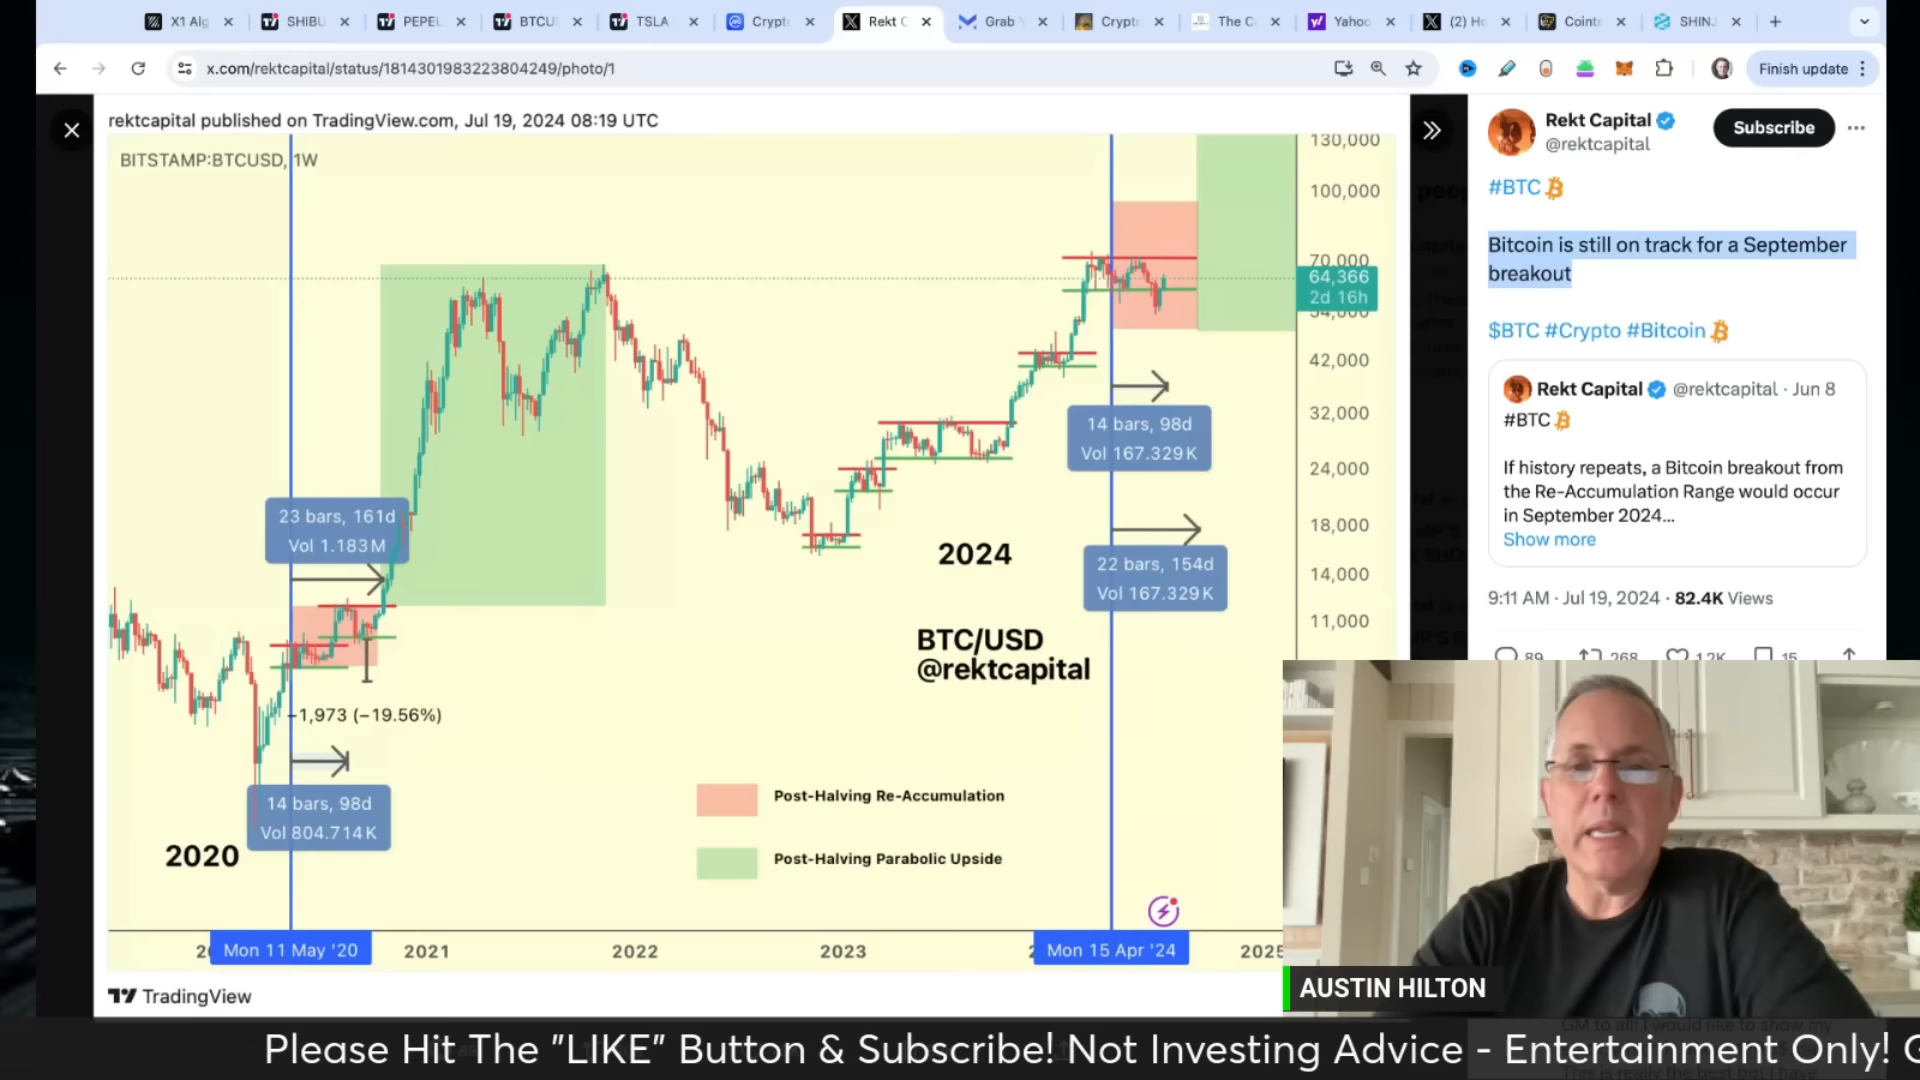 X1 Alg
SHIBU
PEPEU
BTCU
TSLA
Crypto
Rekt C
Grab
Crypto
The C
Yahoo
(2) Ho
Coint
SHIN
x.com/rektcapital/status/1814301983223804249/photo/1
Finish update
rektcapital published on TradingView.com, Jul 19, 2024 08:19 UTC
BITSTAMP:BTCUSD, 1W
130,000
100,000
70,000
64,366
2d 16h
54,000
42,000
32,000
24,000
18,000
14,000
11,000
14 bars, 98d
Vol 167.329K
23 bars, 161d
Vol 1.183M
2024
22 bars, 154d
Vol 167.329K
BTC/USD
@rektcapital
−1,973 (−19.56%)
14 bars, 98d
Vol 804.714K
2020
Post-Halving Re-Accumulation
Post-Halving Parabolic Upside
Mon 11 May '20
2021
2022
2023
Mon 15 Apr '24
2025
TradingView
Rekt Capital
@rektcapital
Subscribe
#BTC
Bitcoin is still on track for a September
breakout
$BTC #Crypto #Bitcoin
Rekt Capital @rektcapital · Jun 8
#BTC
If history repeats, a Bitcoin breakout from
the Re-Accumulation Range would occur
in September 2024...
Show more
9:11 AM · Jul 19, 2024 · 82.4K Views
89
268
1.2K
15
AUSTIN HILTON
Please Hit The "LIKE" Button & Subscribe! Not Investing Advice - Entertainment Only! G